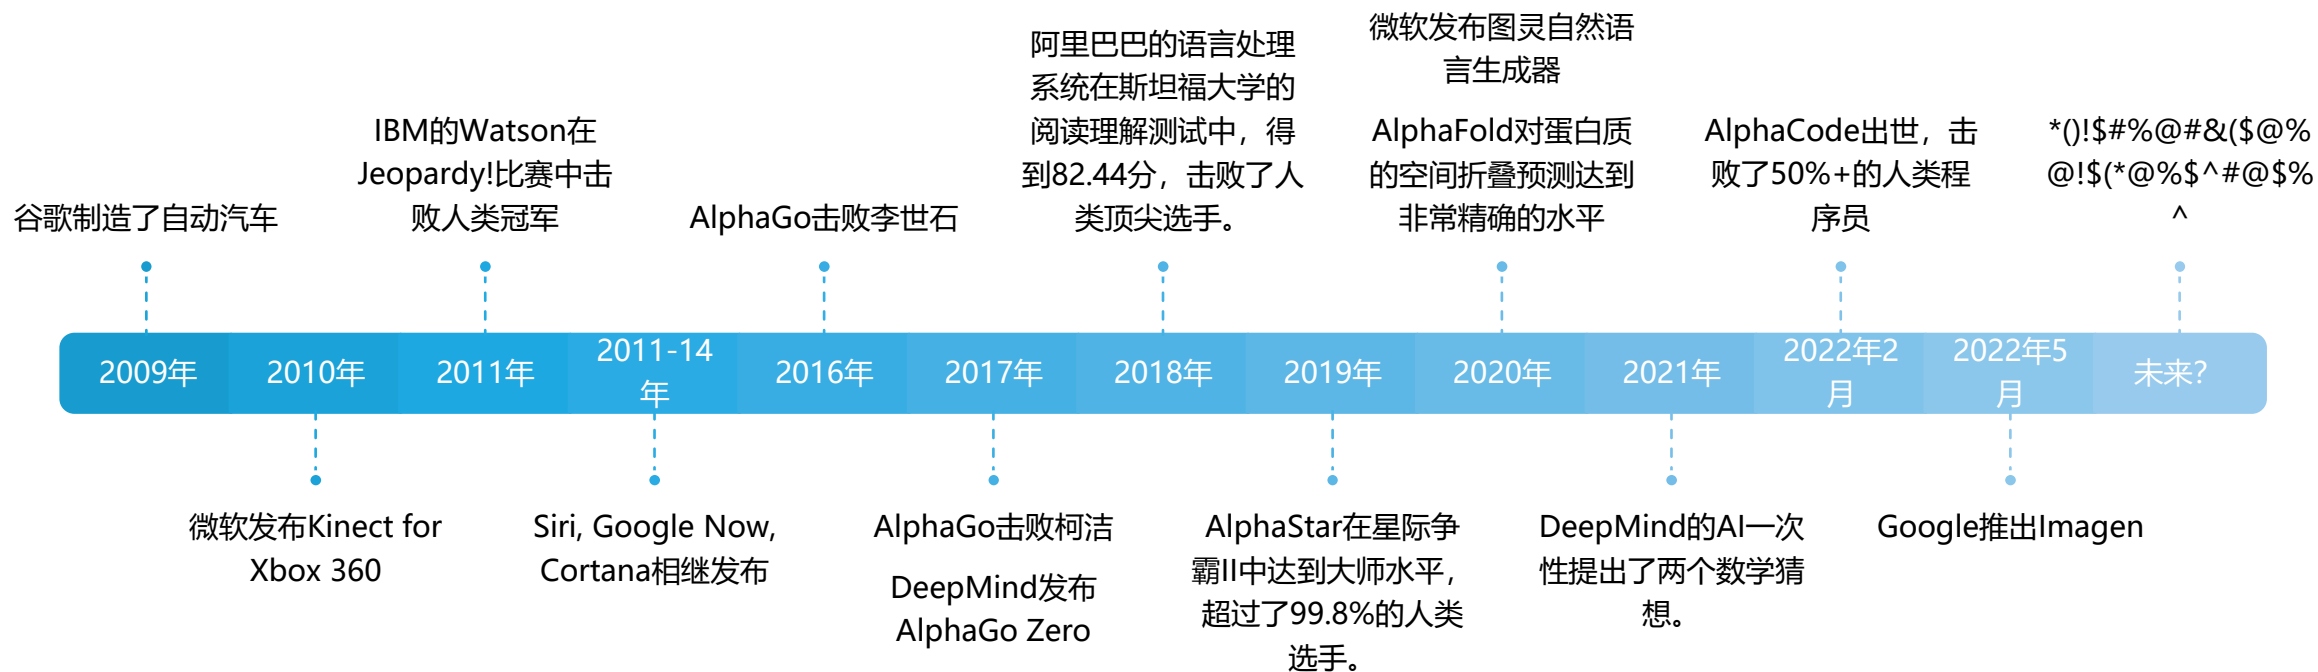 谷歌制造了自动汽车
IBM的Watson在
Jeopardy!比赛中击
败人类冠军
AlphaGo击败李世石
阿里巴巴的语言处理
系统在斯坦福大学的
阅读理解测试中，得
到82.44分，击败了人
类顶尖选手。
微软发布图灵自然语
言生成器
AlphaFold对蛋白质
的空间折叠预测达到
非常精确的水平
AlphaCode出世，击
败了50%+的人类程
序员
*()!$#%@#&($@%
@!$(*@%$^#@$%
^
2009年
2010年
2011年
2011-14
年
2016年
2017年
2018年
2019年
2020年
2021年
2022年2
月
2022年5
月
未来?
微软发布Kinect for
Xbox 360
Siri, Google Now,
Cortana相继发布
AlphaGo击败柯洁
DeepMind发布
AlphaGo Zero
AlphaStar在星际争
霸II中达到大师水平，
超过了99.8%的人类
选手。
DeepMind的AI一次
性提出了两个数学猜
想。
Google推出Imagen